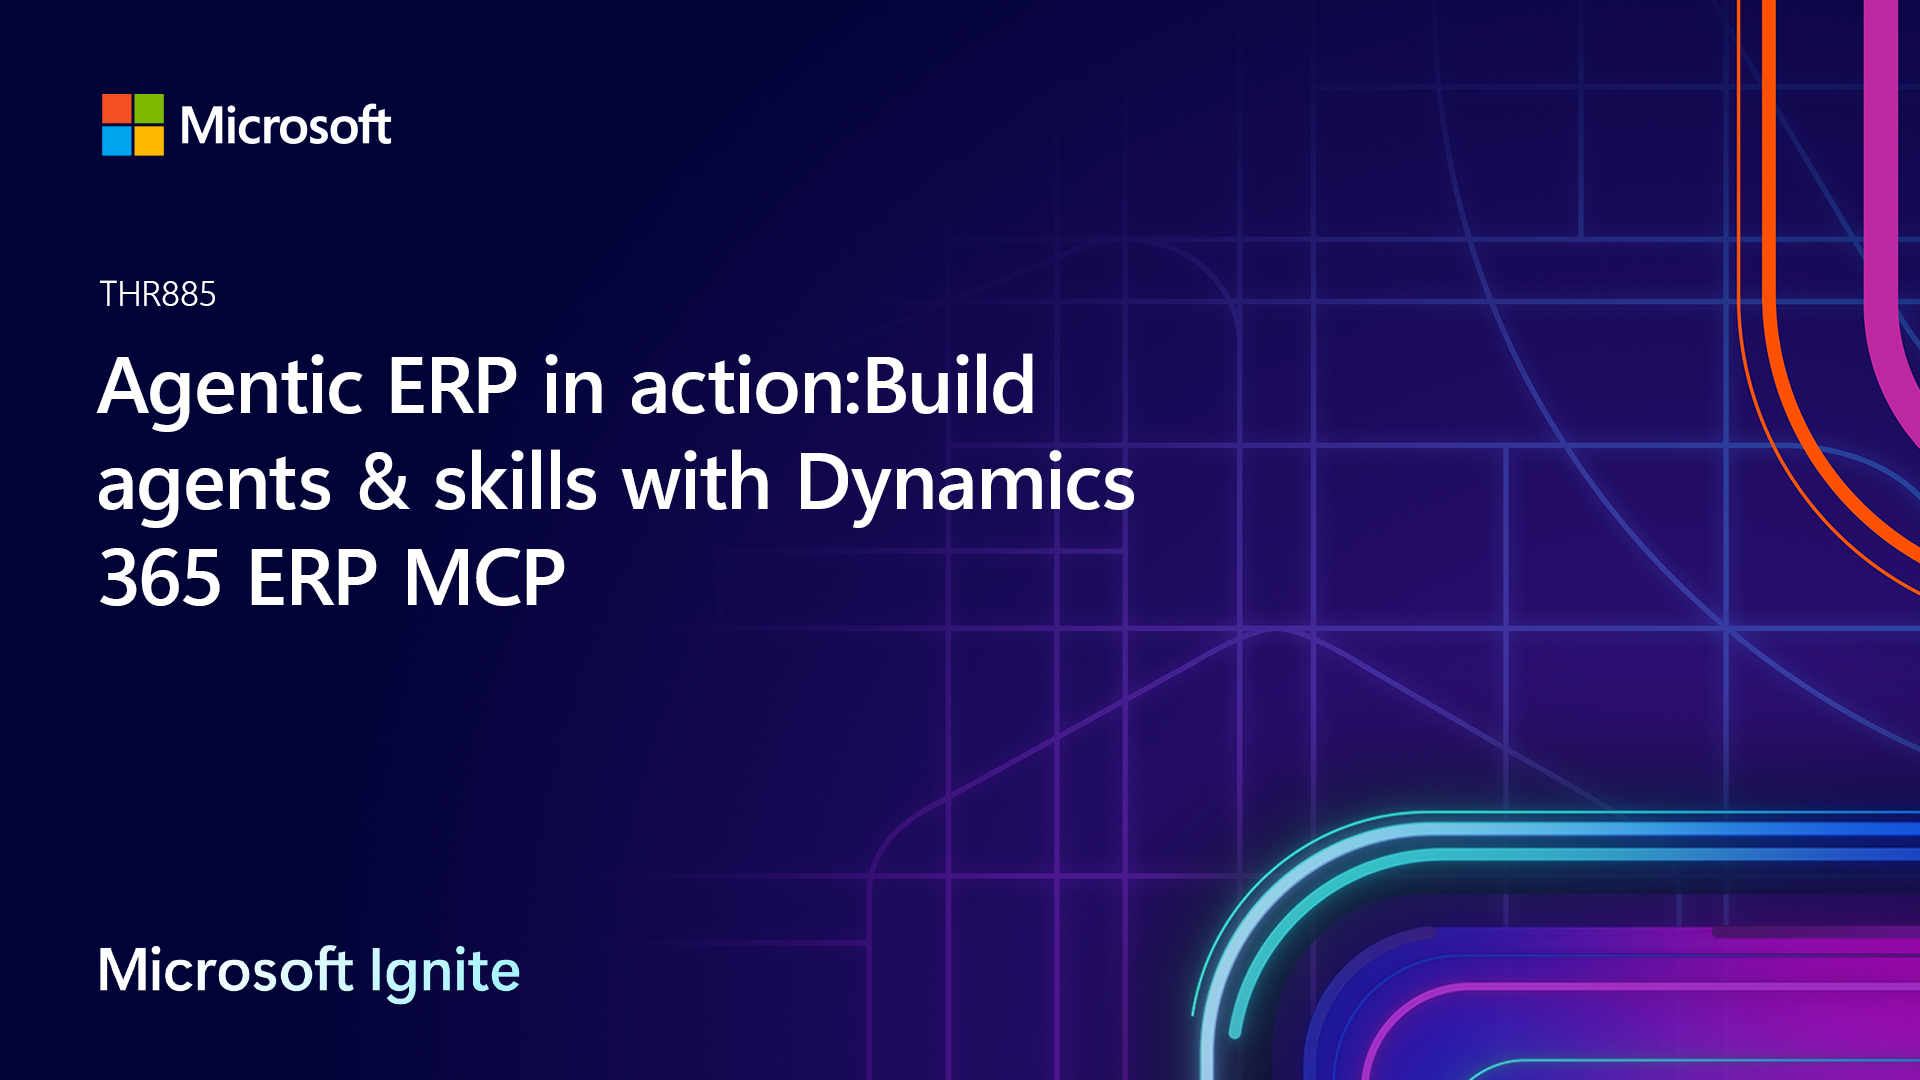 Microsoft
THR885
Agentic ERP in action:Build
agents & skills with Dynamics
365 ERP MCP
Microsoft Ignite